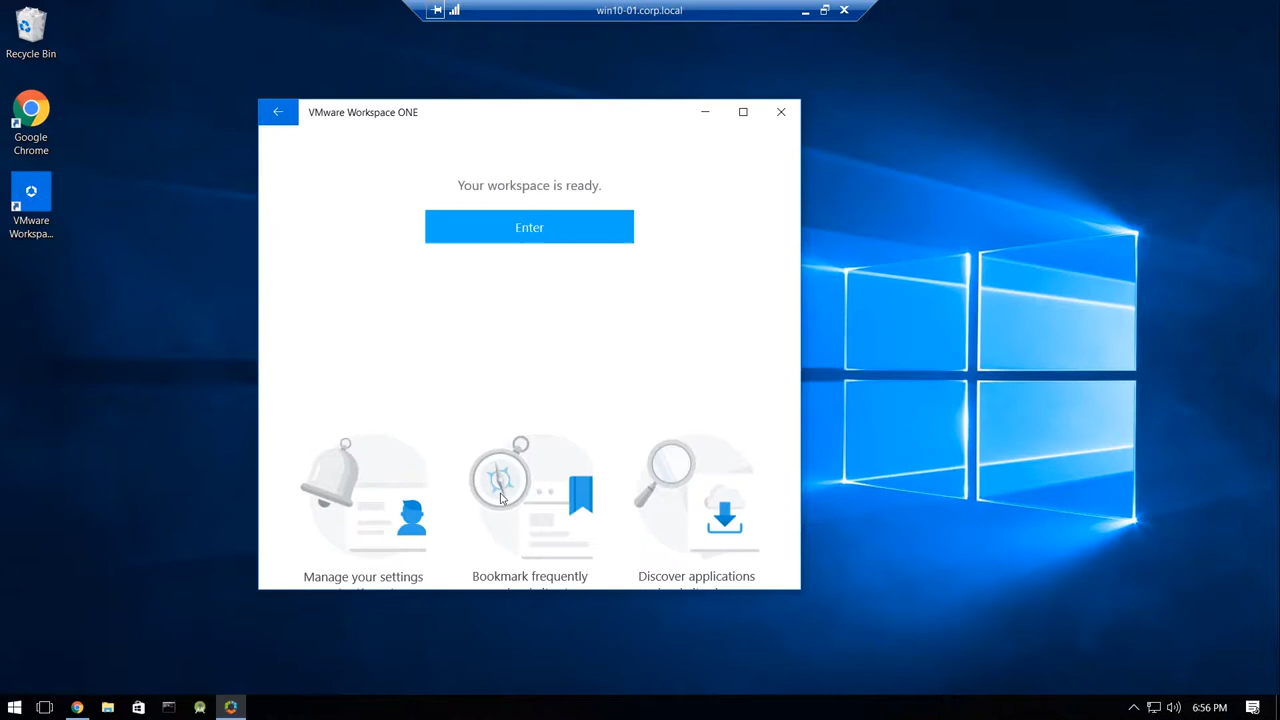 win10-01.corp.local
Recycle Bin
Google
Chrome
VMware
Workspa...
VMware Workspace ONE
Your workspace is ready.
Enter
Manage your settings
Bookmark frequently
Discover applications
6:56 PM